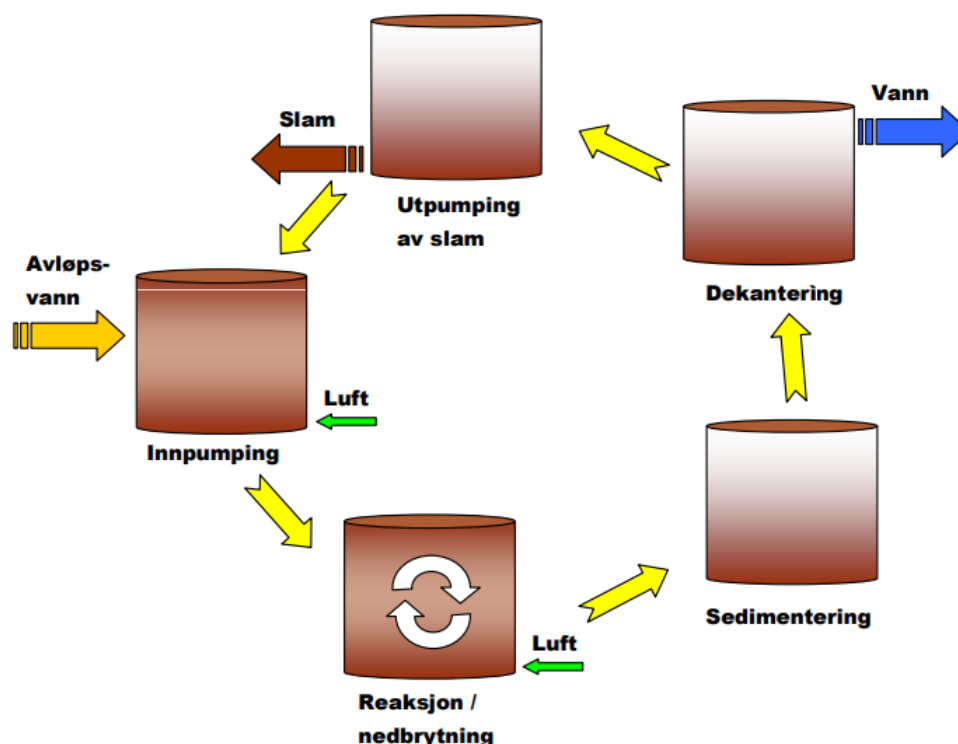 Slam
Vann
Utpumping
av slam
Avløps-
vann
Dekantering
Luft
Innpumping
Luft
Sedimentering
Reaksjon /
nedbrytning